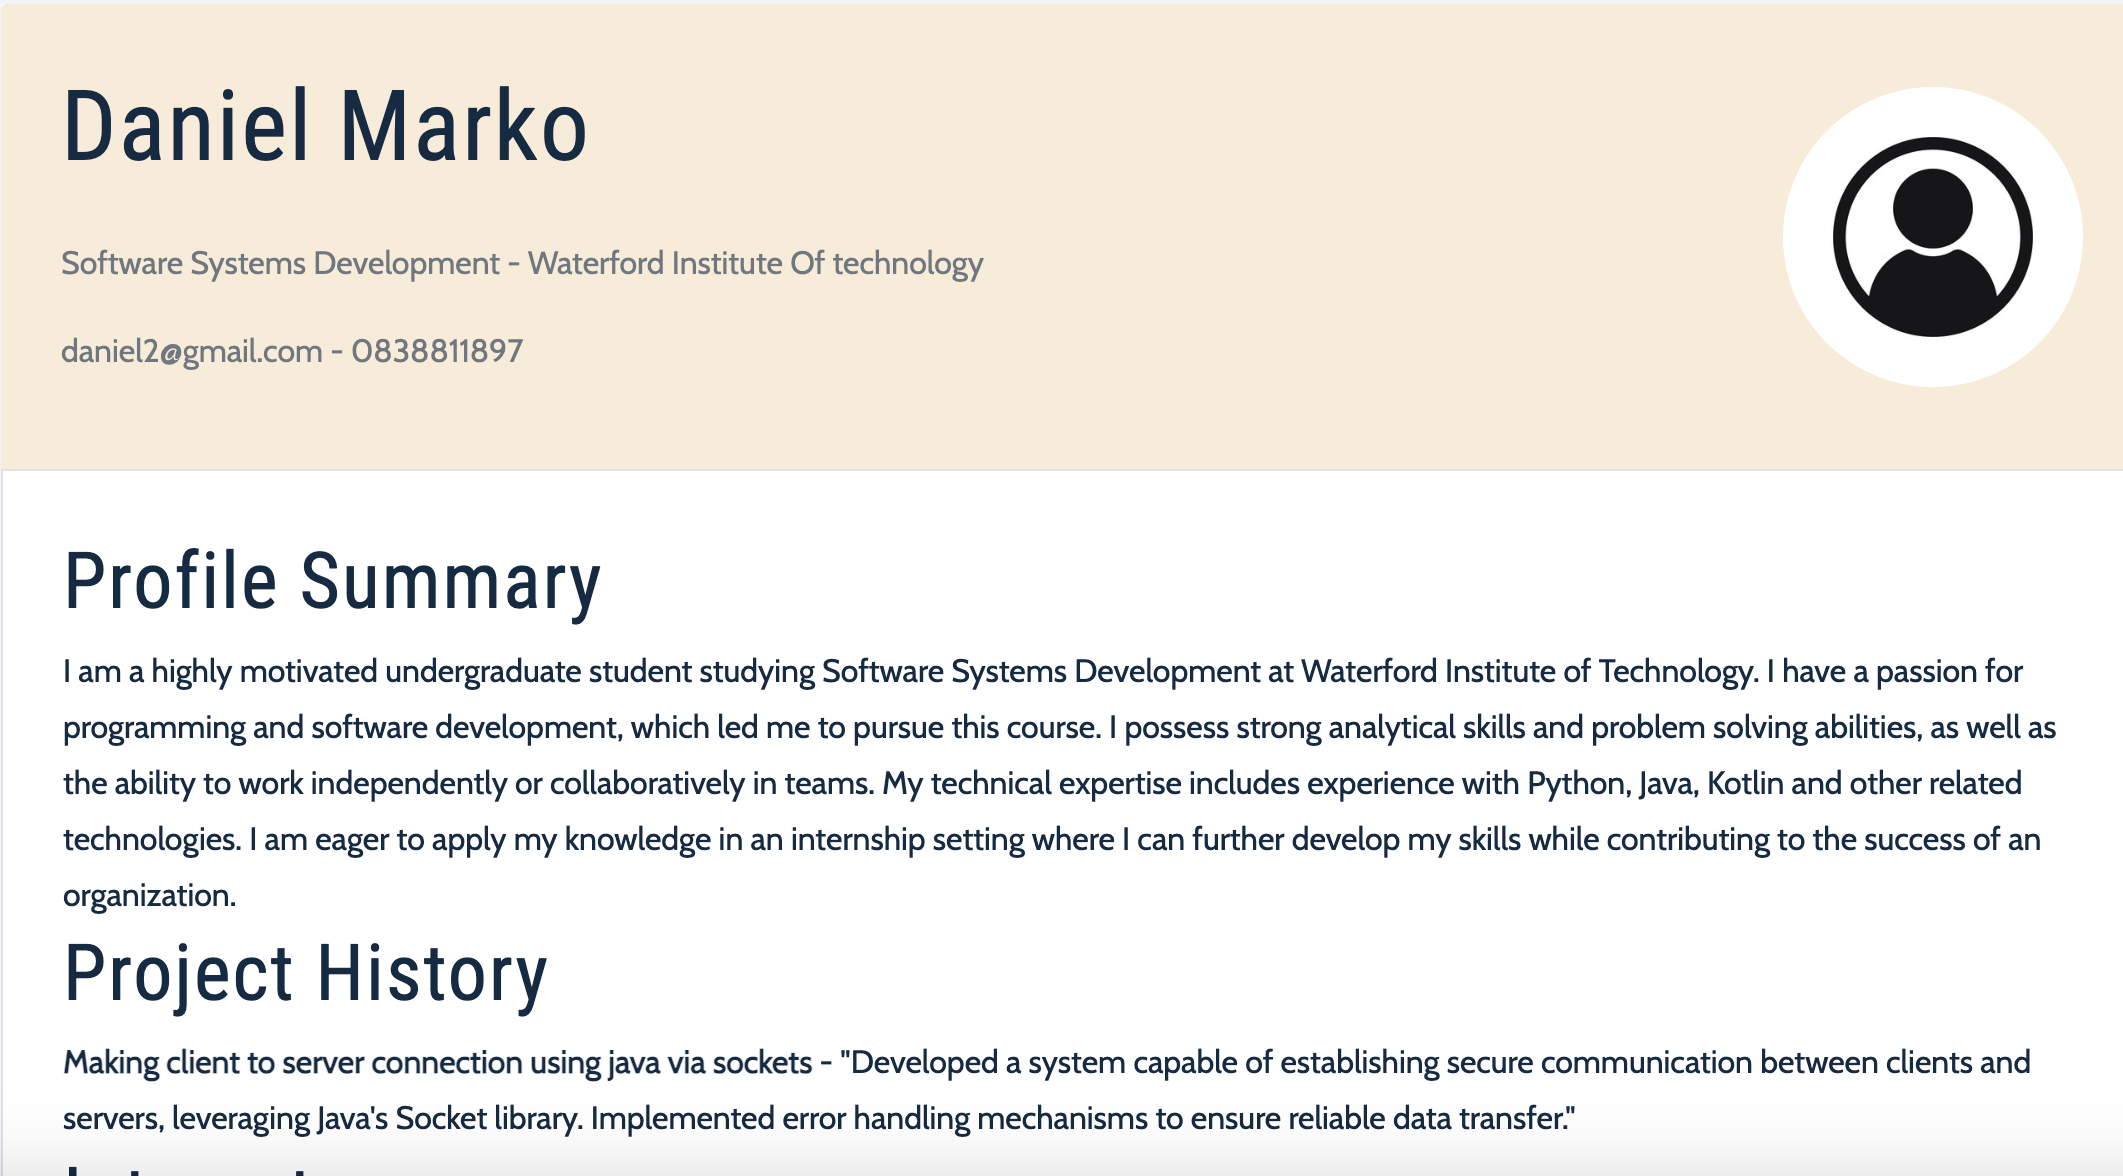 Daniel Marko
Software Systems Development - Waterford Institute Of technology
daniel2@gmail.com - 0838811897
Profile Summary
I am a highly motivated undergraduate student studying Software Systems Development at Waterford Institute of Technology. I have a passion for
programming and software development, which led me to pursue this course. I possess strong analytical skills and problem solving abilities, as well as
the ability to work independently or collaboratively in teams. My technical expertise includes experience with Python, Java, Kotlin and other related
technologies. I am eager to apply my knowledge in an internship setting where I can further develop my skills while contributing to the success of an
organization.
Project History
Making client to server connection using java via sockets - "Developed a system capable of establishing secure communication between clients and
servers, leveraging Java's Socket library. Implemented error handling mechanisms to ensure reliable data transfer."